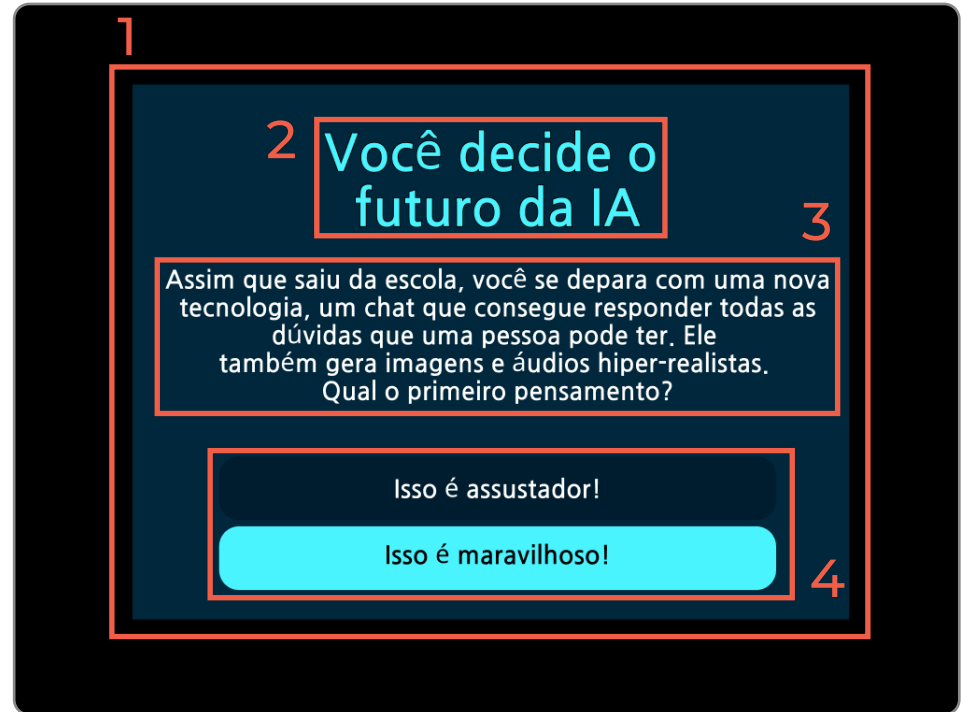 1
2
Você decide o
futuro da IA
3
Assim que saiu da escola, você se depara com uma nova
tecnologia, um chat que consegue responder todas as
dúvidas que uma pessoa pode ter. Ele
também gera imagens e áudios hiper-realistas.
Qual o primeiro pensamento?
Isso é assustador!
Isso é maravilhoso!
4